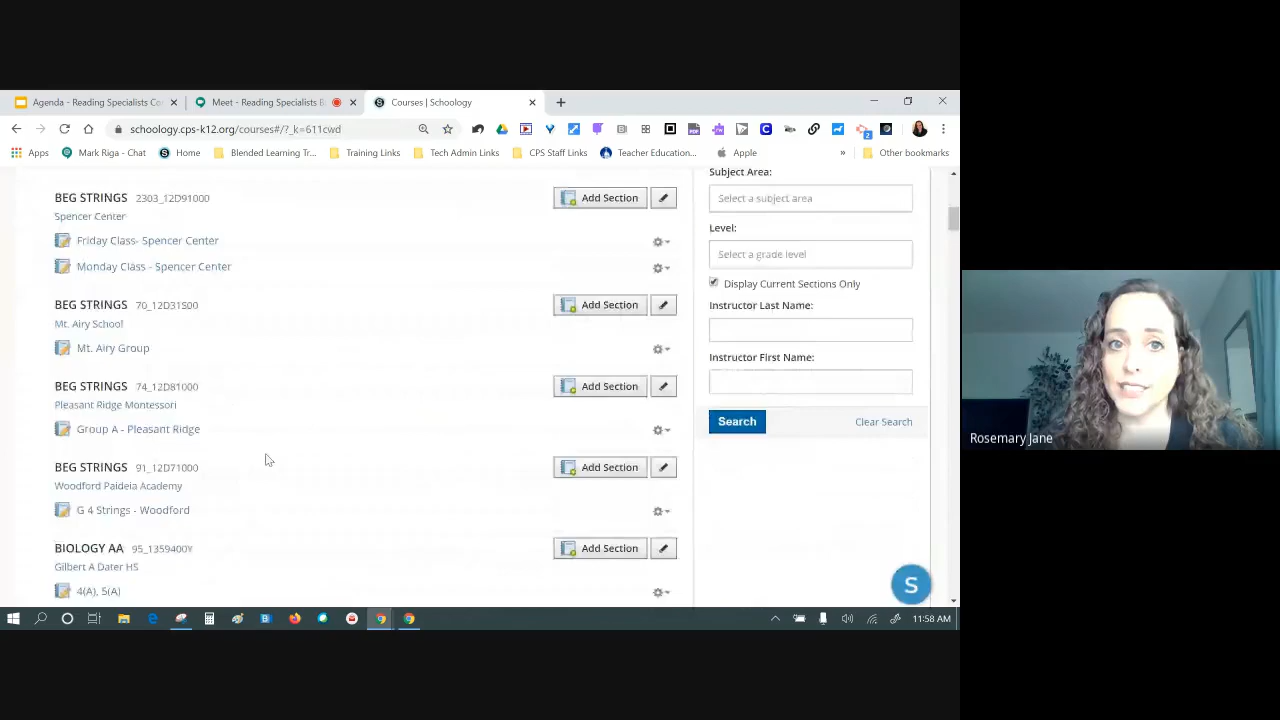 Agenda - Reading Specialists Co
Meet - Reading Specialists B
Courses | Schoology
schoology.cps-k12.org/courses#/?_k=611cwd
Apps
Mark Riga - Chat
Home
Blended Learning Tr...
Training Links
Tech Admin Links
CPS Staff Links
Teacher Education...
Apple
»
Other bookmarks
BEG STRINGS 2303_12D91000
Add Section
Spencer Center
Friday Class- Spencer Center
Monday Class - Spencer Center
BEG STRINGS 70_12D31S00
Add Section
Mt. Airy School
Mt. Airy Group
BEG STRINGS 74_12D81000
Add Section
Pleasant Ridge Montessori
Group A - Pleasant Ridge
BEG STRINGS 91_12D71000
Add Section
Woodford Paideia Academy
G 4 Strings - Woodford
BIOLOGY AA 95_1359400Y
Add Section
Gilbert A Dater HS
4(A), 5(A)
Subject Area:
Select a subject area
Level:
Select a grade level
Display Current Sections Only
Instructor Last Name:
Instructor First Name:
Search
Clear Search
S
11:58 AM
Rosemary Jane